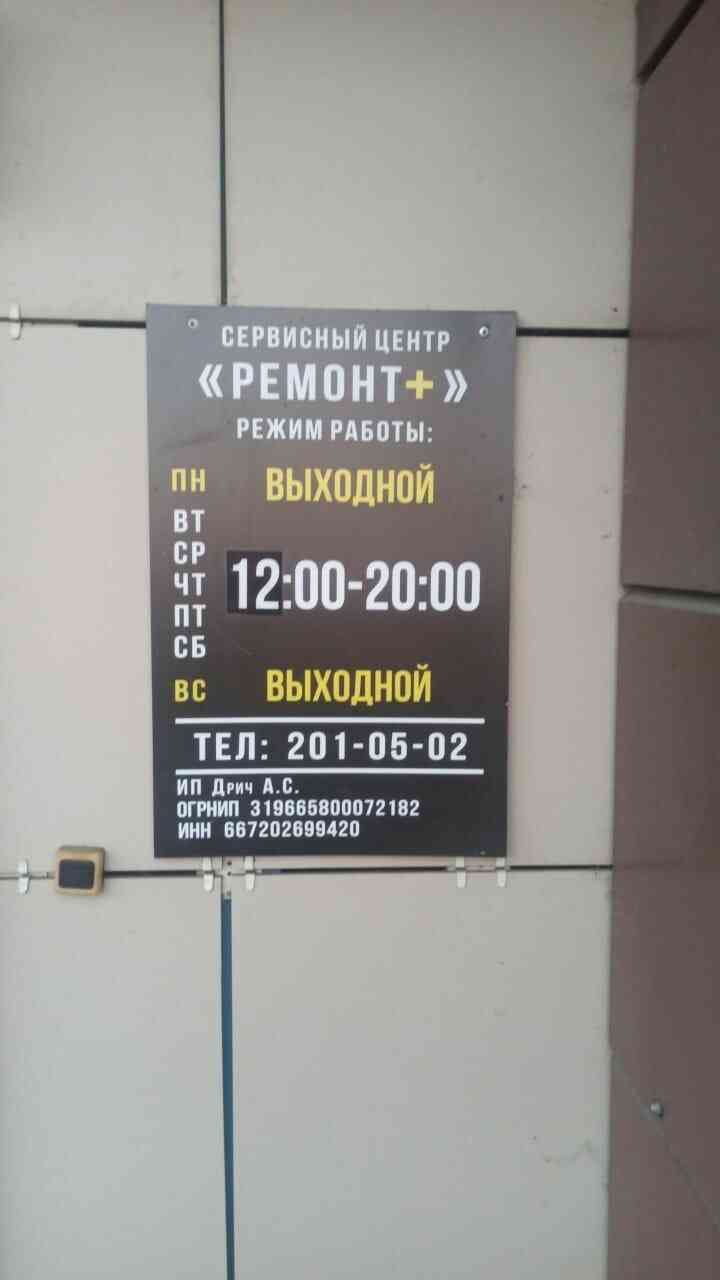 СЕРВИСНЫЙ ЦЕНТР
«РЕМОНТ+»
РЕЖИМ РАБОТЫ:
ПН ВЫХОДНОЙ
ВТ
СР
ЧТ 12:00-20:00
ПТ
СБ
ВС ВЫХОДНОЙ
ТЕЛ: 201-05-02
ИП Дрич А.С.
ОГРНИП 319665800072182
ИНН 667202699420